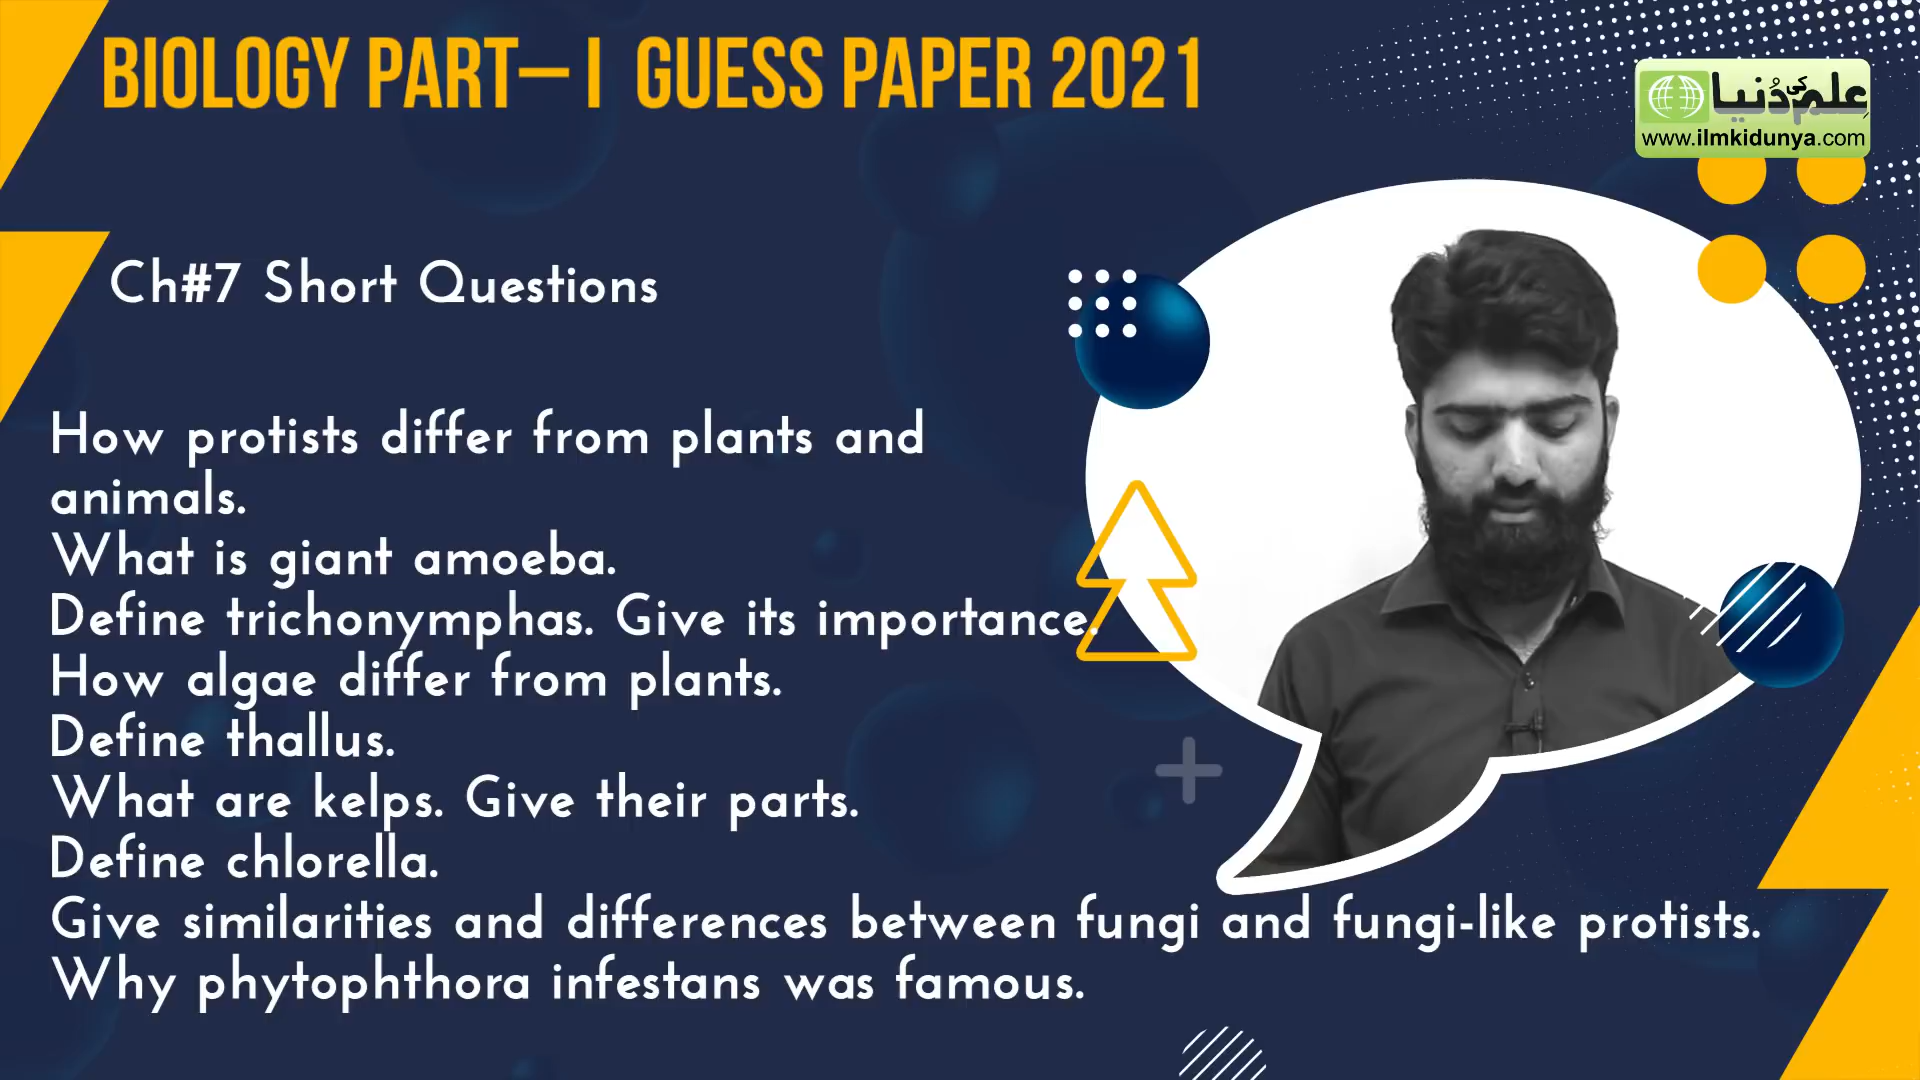 BIOLOGY PART–I GUESS PAPER 2021
علم کی دُنیا
www.ilmkidunya.com
Ch#7 Short Questions
How protists differ from plants and
animals.
What is giant amoeba.
Define trichonymphas. Give its importance.
How algae differ from plants.
Define thallus.
What are kelps. Give their parts.
Define chlorella.
Give similarities and differences between fungi and fungi-like protists.
Why phytophthora infestans was famous.